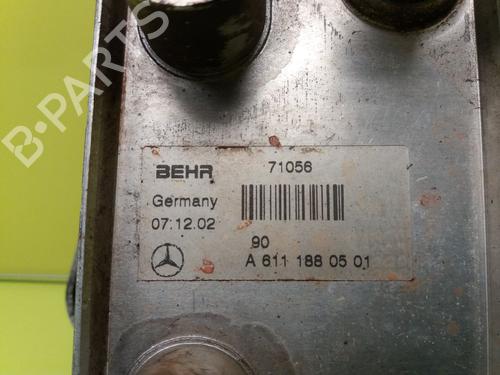 B-PARTS
BEHR 71056
Germany
07.12.02
90
A 611 188 05 01